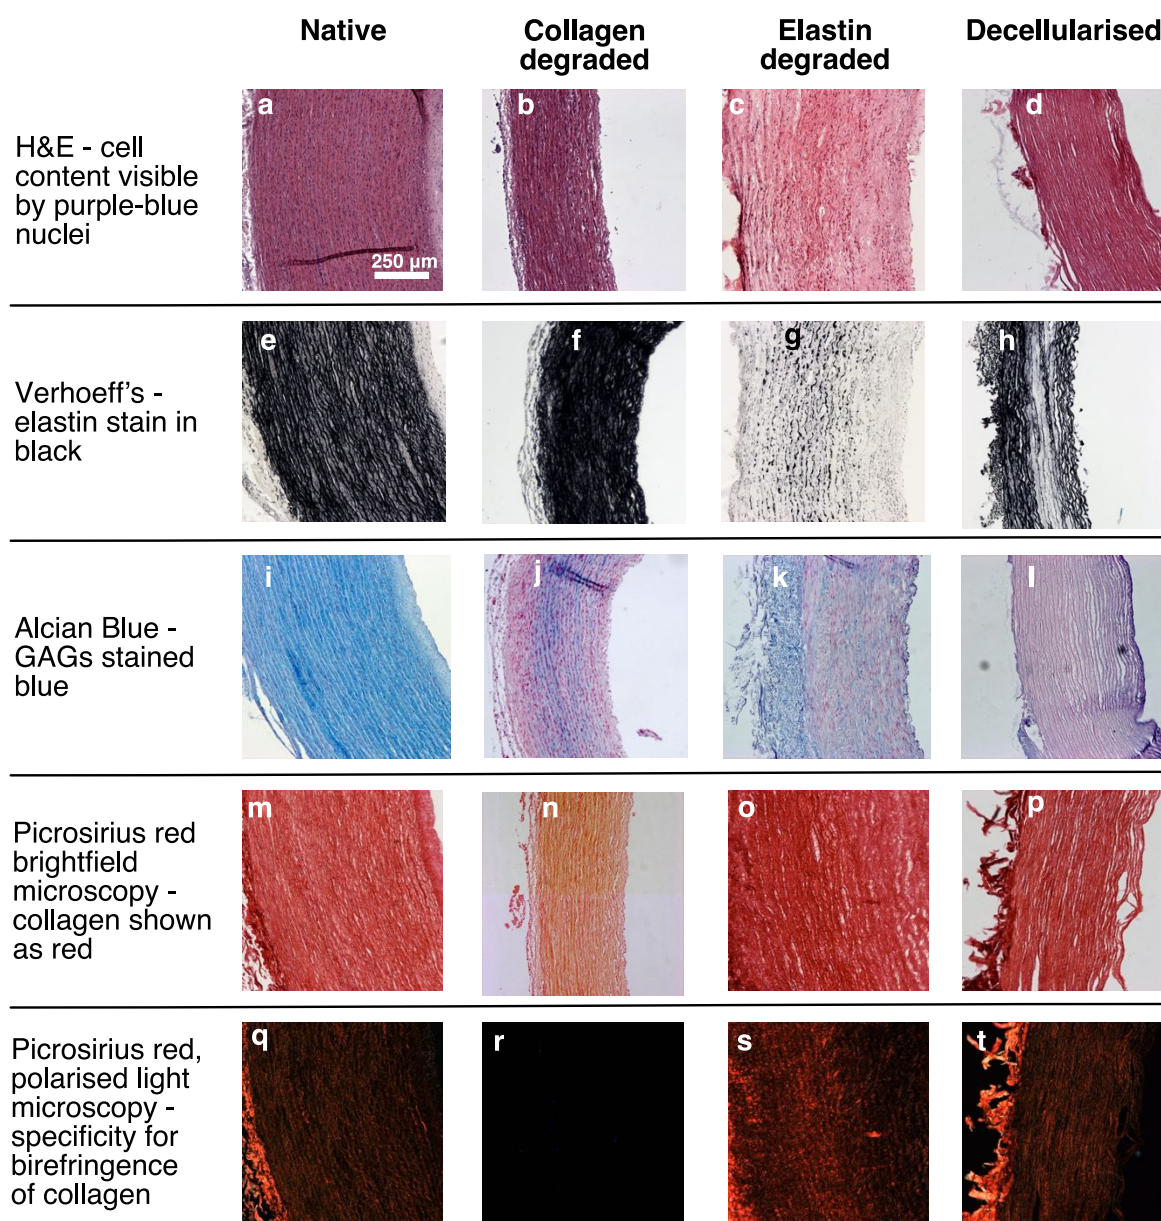 Native
Collagen
degraded
Elastin
degraded
Decellularised
H&E - cell
content visible
by purple-blue
nuclei
a
b
c
d
250 µm
Verhoeff's -
elastin stain in
black
e
f
g
h
Alcian Blue -
GAGs stained
blue
i
j
k
l
Picrosirius red
brightfield
microscopy -
collagen shown
as red
m
n
o
p
Picrosirius red,
polarised light
microscopy -
specificity for
birefringence
of collagen
q
r
s
t